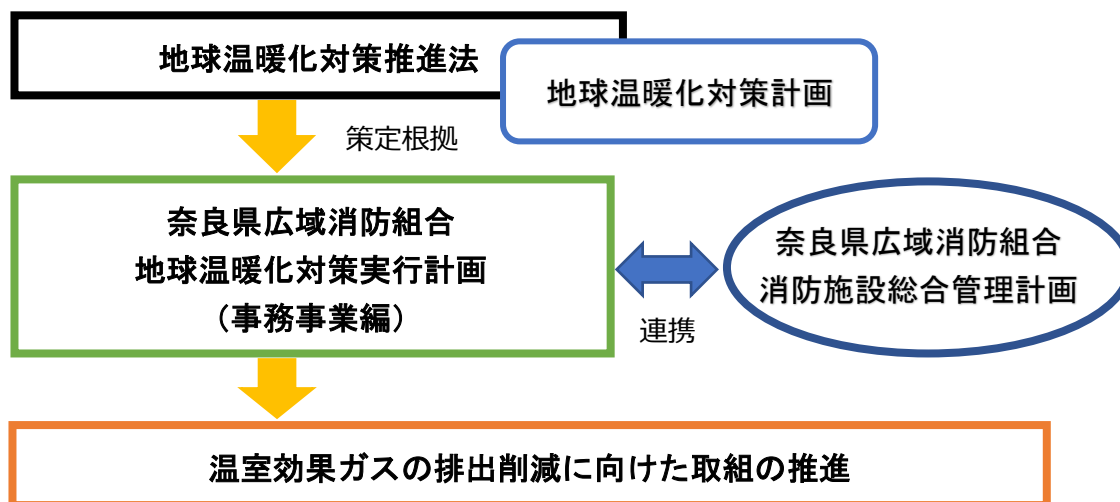 地球温暖化対策推進法
地球温暖化対策計画
策定根拠
奈良県広域消防組合
地球温暖化対策実行計画
（事務事業編）
連携
奈良県広域消防組合
消防施設総合管理計画
温室効果ガスの排出削減に向けた取組の推進